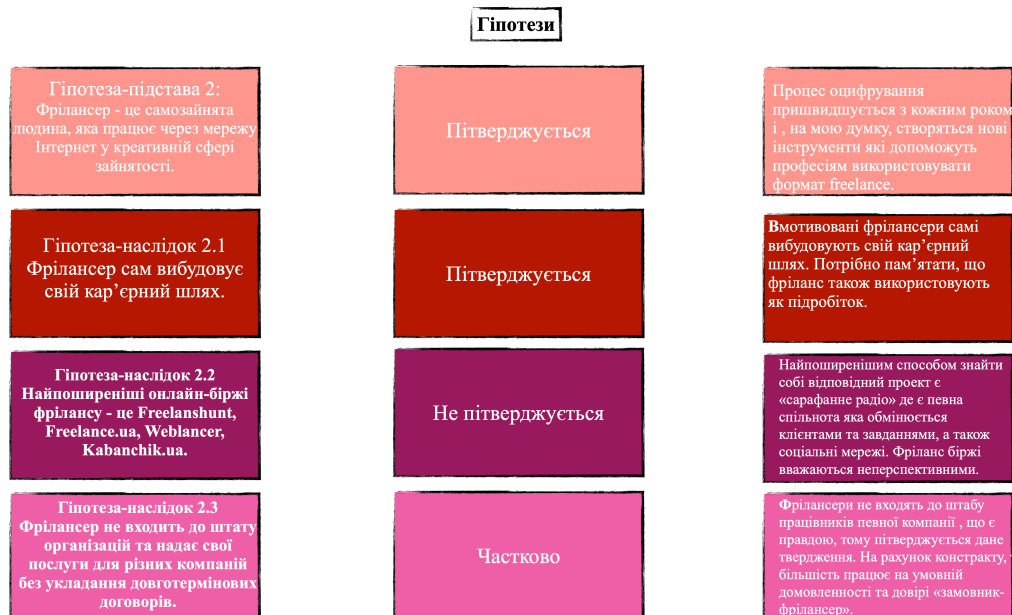 Гіпотези
Гіпотеза-підстава 2:
Фрілансер - це самозайнята
людина, яка працює через мережу
Інтернет у креативній сфері
зайнятості.
Пітверджується
Процес оцифрування
пришвидшується з кожним роком
і , на мою думку, створяться нові
інструменти які допоможуть
професіям використовувати
формат freelance.
Гіпотеза-наслідок 2.1
Фрілансер сам вибудовує
свій кар’єрний шлях.
Пітверджується
Вмотивовані фрілансери самі
вибудовують свій кар’єрний
шлях. Потрібно пам’ятати, що
фріланс також використовують
як підробіток.
Гіпотеза-наслідок 2.2
Найпоширеніші онлайн-біржі
фрілансу - це Freelanshunt,
Freelance.ua, Weblancer,
Kabanchik.ua.
Не пітверджується
Найпоширенішим способом знайти
собі відповідний проект є
«сарафанне радіо» де є певна
спільнота яка обмінюється
клієнтами та завданнями, а також
соціальні мережі. Фріланс біржі
вважаються неперспективними.
Гіпотеза-наслідок 2.3
Фрілансер не входить до штату
організацій та надає свої
послуги для різних компаній
без укладання довготермінових
договорів.
Частково
Фрілансери не входять до штабу
працівників певної компанії , що є
правдою, тому пітверджується дане
твердження. На рахунок констракту,
більшість працює на умовній
домовленності та довірі «замовник-
фрілансер».